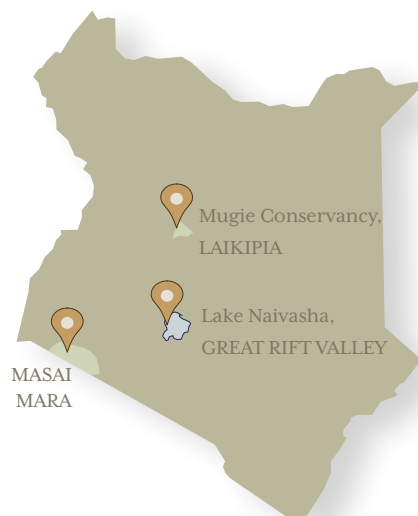 Mugie Conservancy,
LAIKIPIA
Lake Naivasha,
GREAT RIFT VALLEY
MASAI
MARA